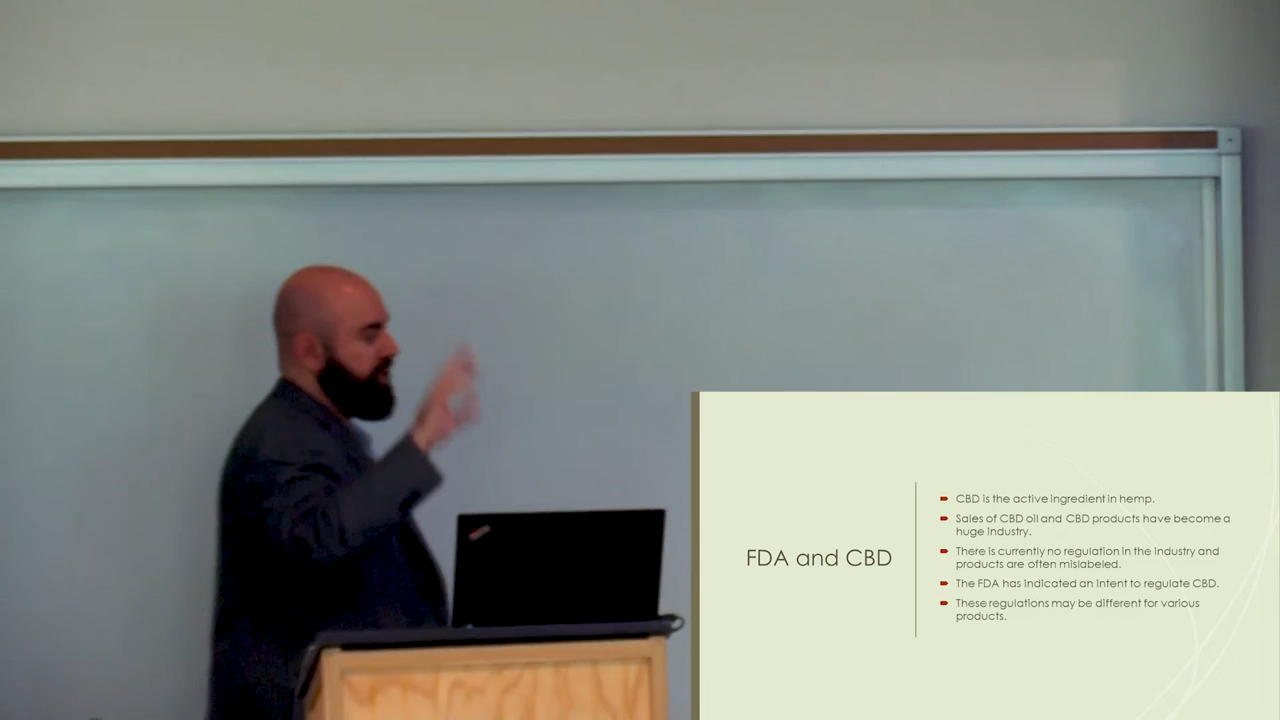 FDA and CBD
CBD is the active ingredient in hemp.
Sales of CBD oil and CBD products have become a
huge industry.
There is currently no regulation in the industry and
products are often mislabeled.
The FDA has indicated an intent to regulate CBD.
These regulations may be different for various
products.